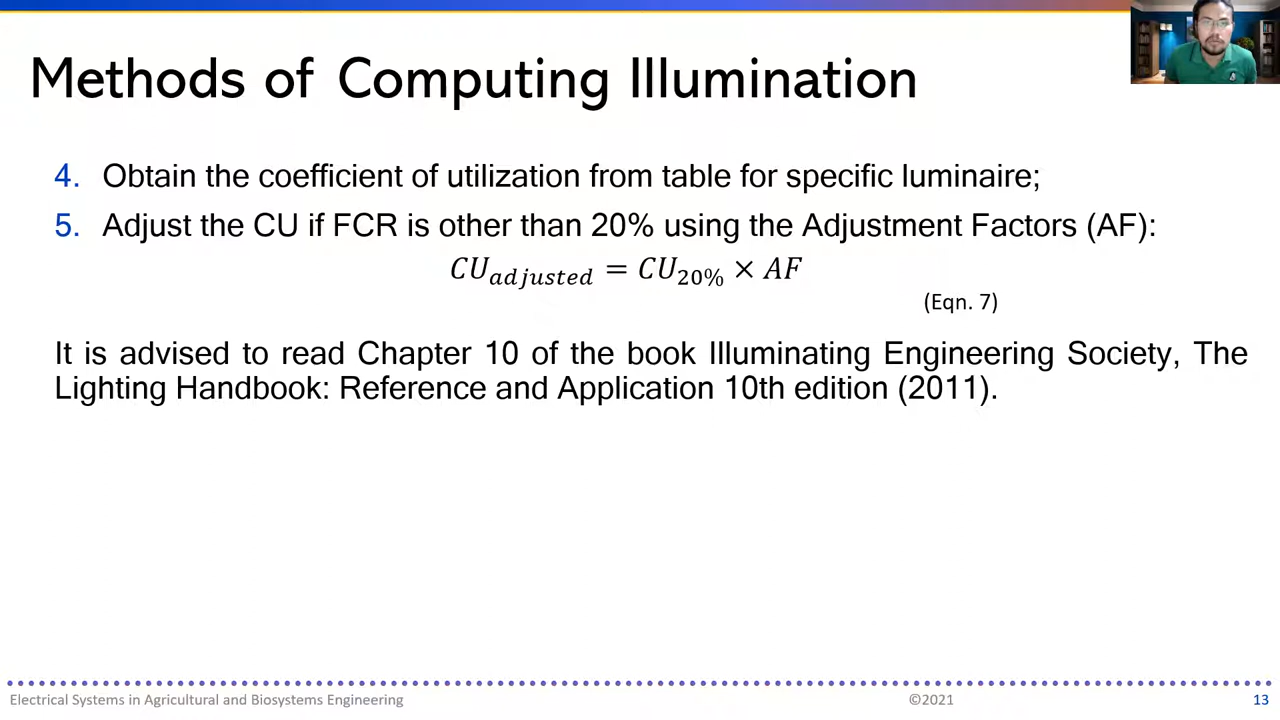 Methods of Computing Illumination
4. Obtain the coefficient of utilization from table for specific luminaire;
5. Adjust the CU if FCR is other than 20% using the Adjustment Factors (AF):
CU_adjusted = CU_20% × AF
(Eqn. 7)
It is advised to read Chapter 10 of the book Illuminating Engineering Society, The
Lighting Handbook: Reference and Application 10th edition (2011).
Electrical Systems in Agricultural and Biosystems Engineering ©2021 13